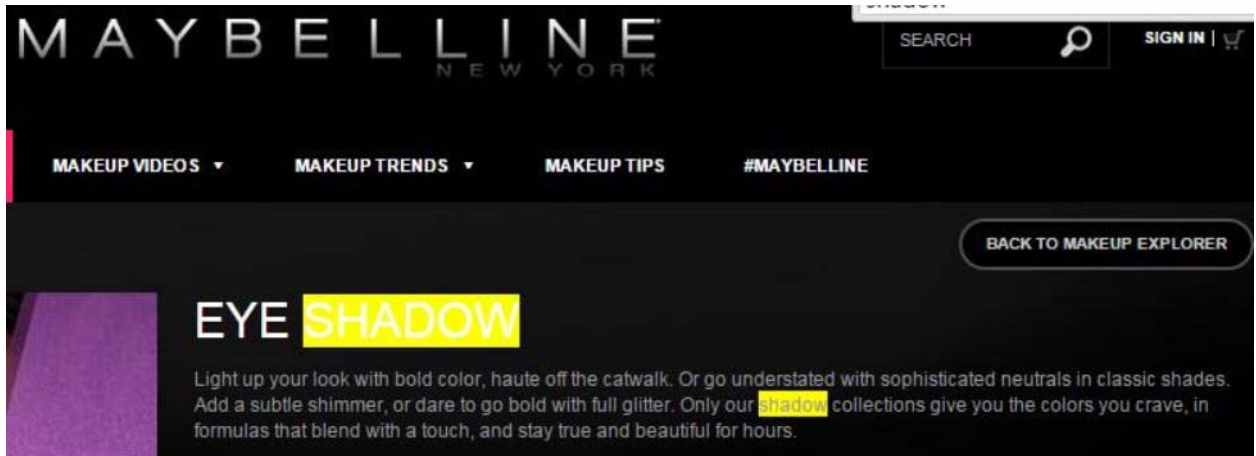 shadow
MAYBELLINE
NEW YORK
SEARCH
SIGN IN |
MAKEUP VIDEOS
MAKEUP TRENDS
MAKEUP TIPS
#MAYBELLINE
BACK TO MAKEUP EXPLORER
EYE SHADOW
Light up your look with bold color, haute off the catwalk. Or go understated with sophisticated neutrals in classic shades.
Add a subtle shimmer, or dare to go bold with full glitter. Only our shadow collections give you the colors you crave, in
formulas that blend with a touch, and stay true and beautiful for hours.